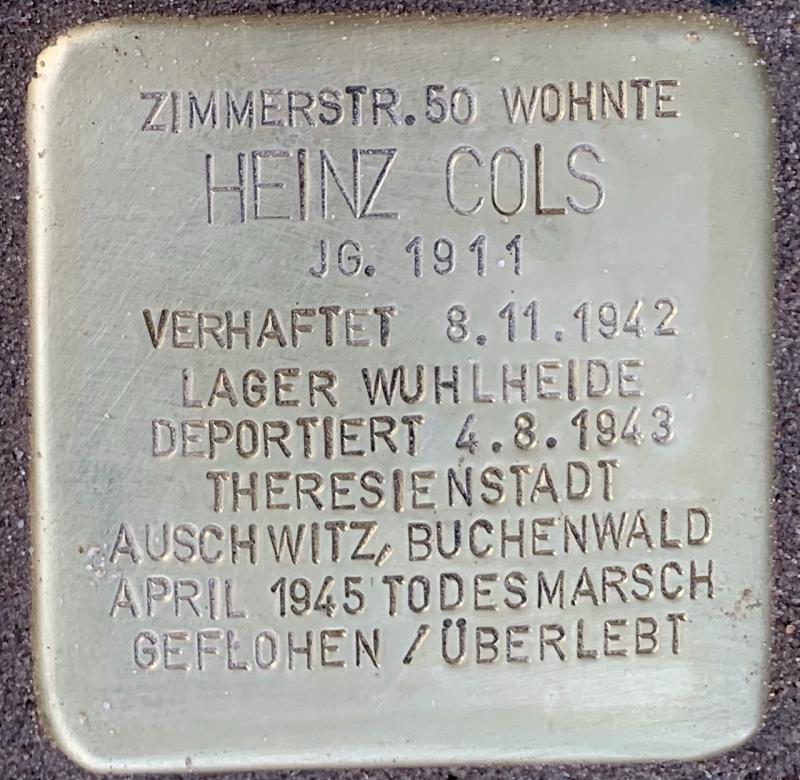 ZIMMERSTR.50 WOHNTE
HEINZ COLS
JG. 1911
VERHAFTET 8.11.1942
LAGER WUHLHEIDE
DEPORTIERT 4.8.1943
THERESIENSTADT
AUSCHWITZ, BUCHENWALD
APRIL 1945 TODESMARSCH
GEFLOHEN / ÜBERLEBT